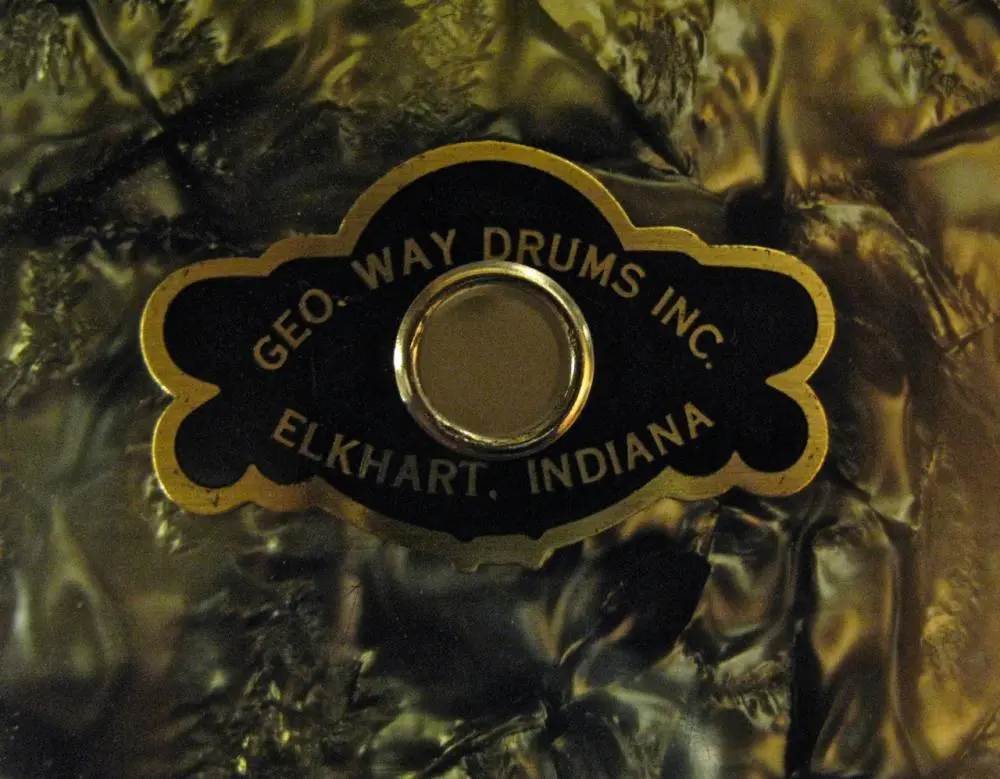 GEO. WAY DRUMS INC.
ELKHART, INDIANA